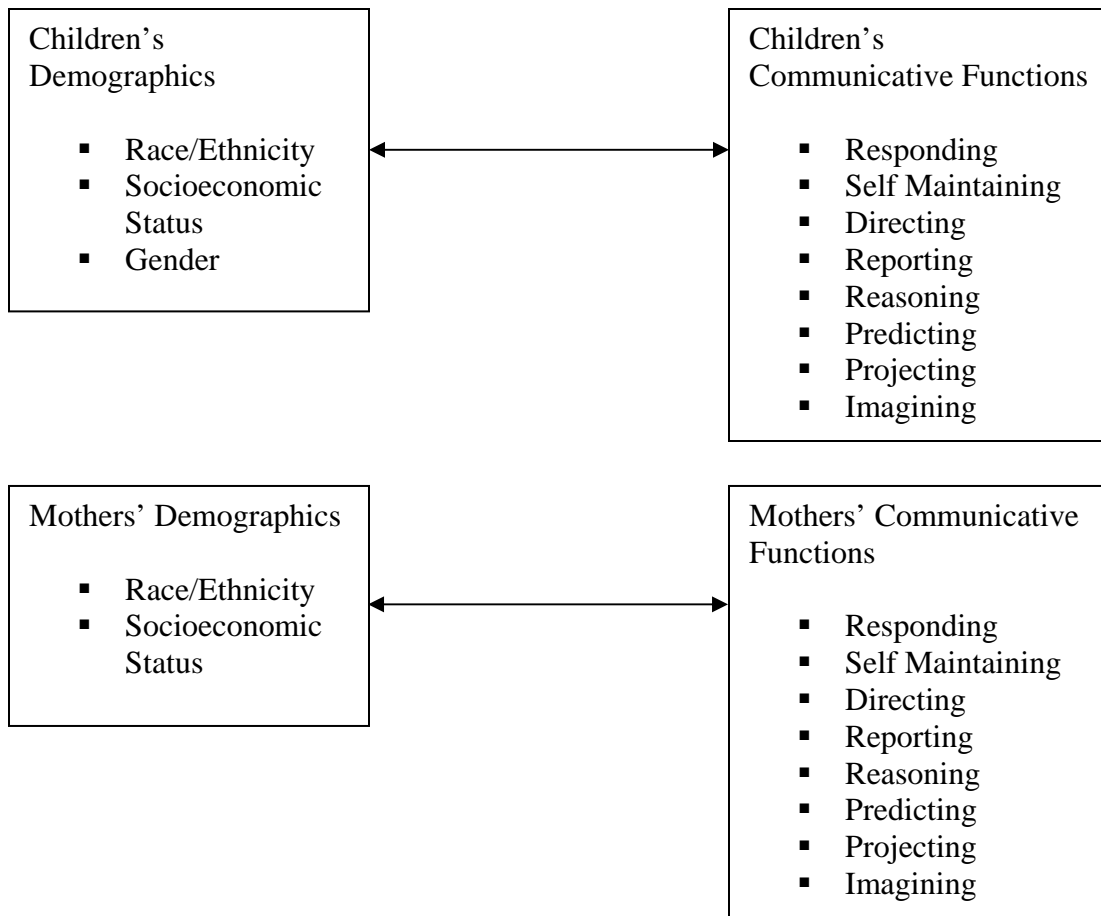 Children’s
Demographics
▪ Race/Ethnicity
▪ Socioeconomic
Status
▪ Gender
Children’s
Communicative Functions
▪ Responding
▪ Self Maintaining
▪ Directing
▪ Reporting
▪ Reasoning
▪ Predicting
▪ Projecting
▪ Imagining
Mothers’ Demographics
▪ Race/Ethnicity
▪ Socioeconomic
Status
Mothers’ Communicative
Functions
▪ Responding
▪ Self Maintaining
▪ Directing
▪ Reporting
▪ Reasoning
▪ Predicting
▪ Projecting
▪ Imagining